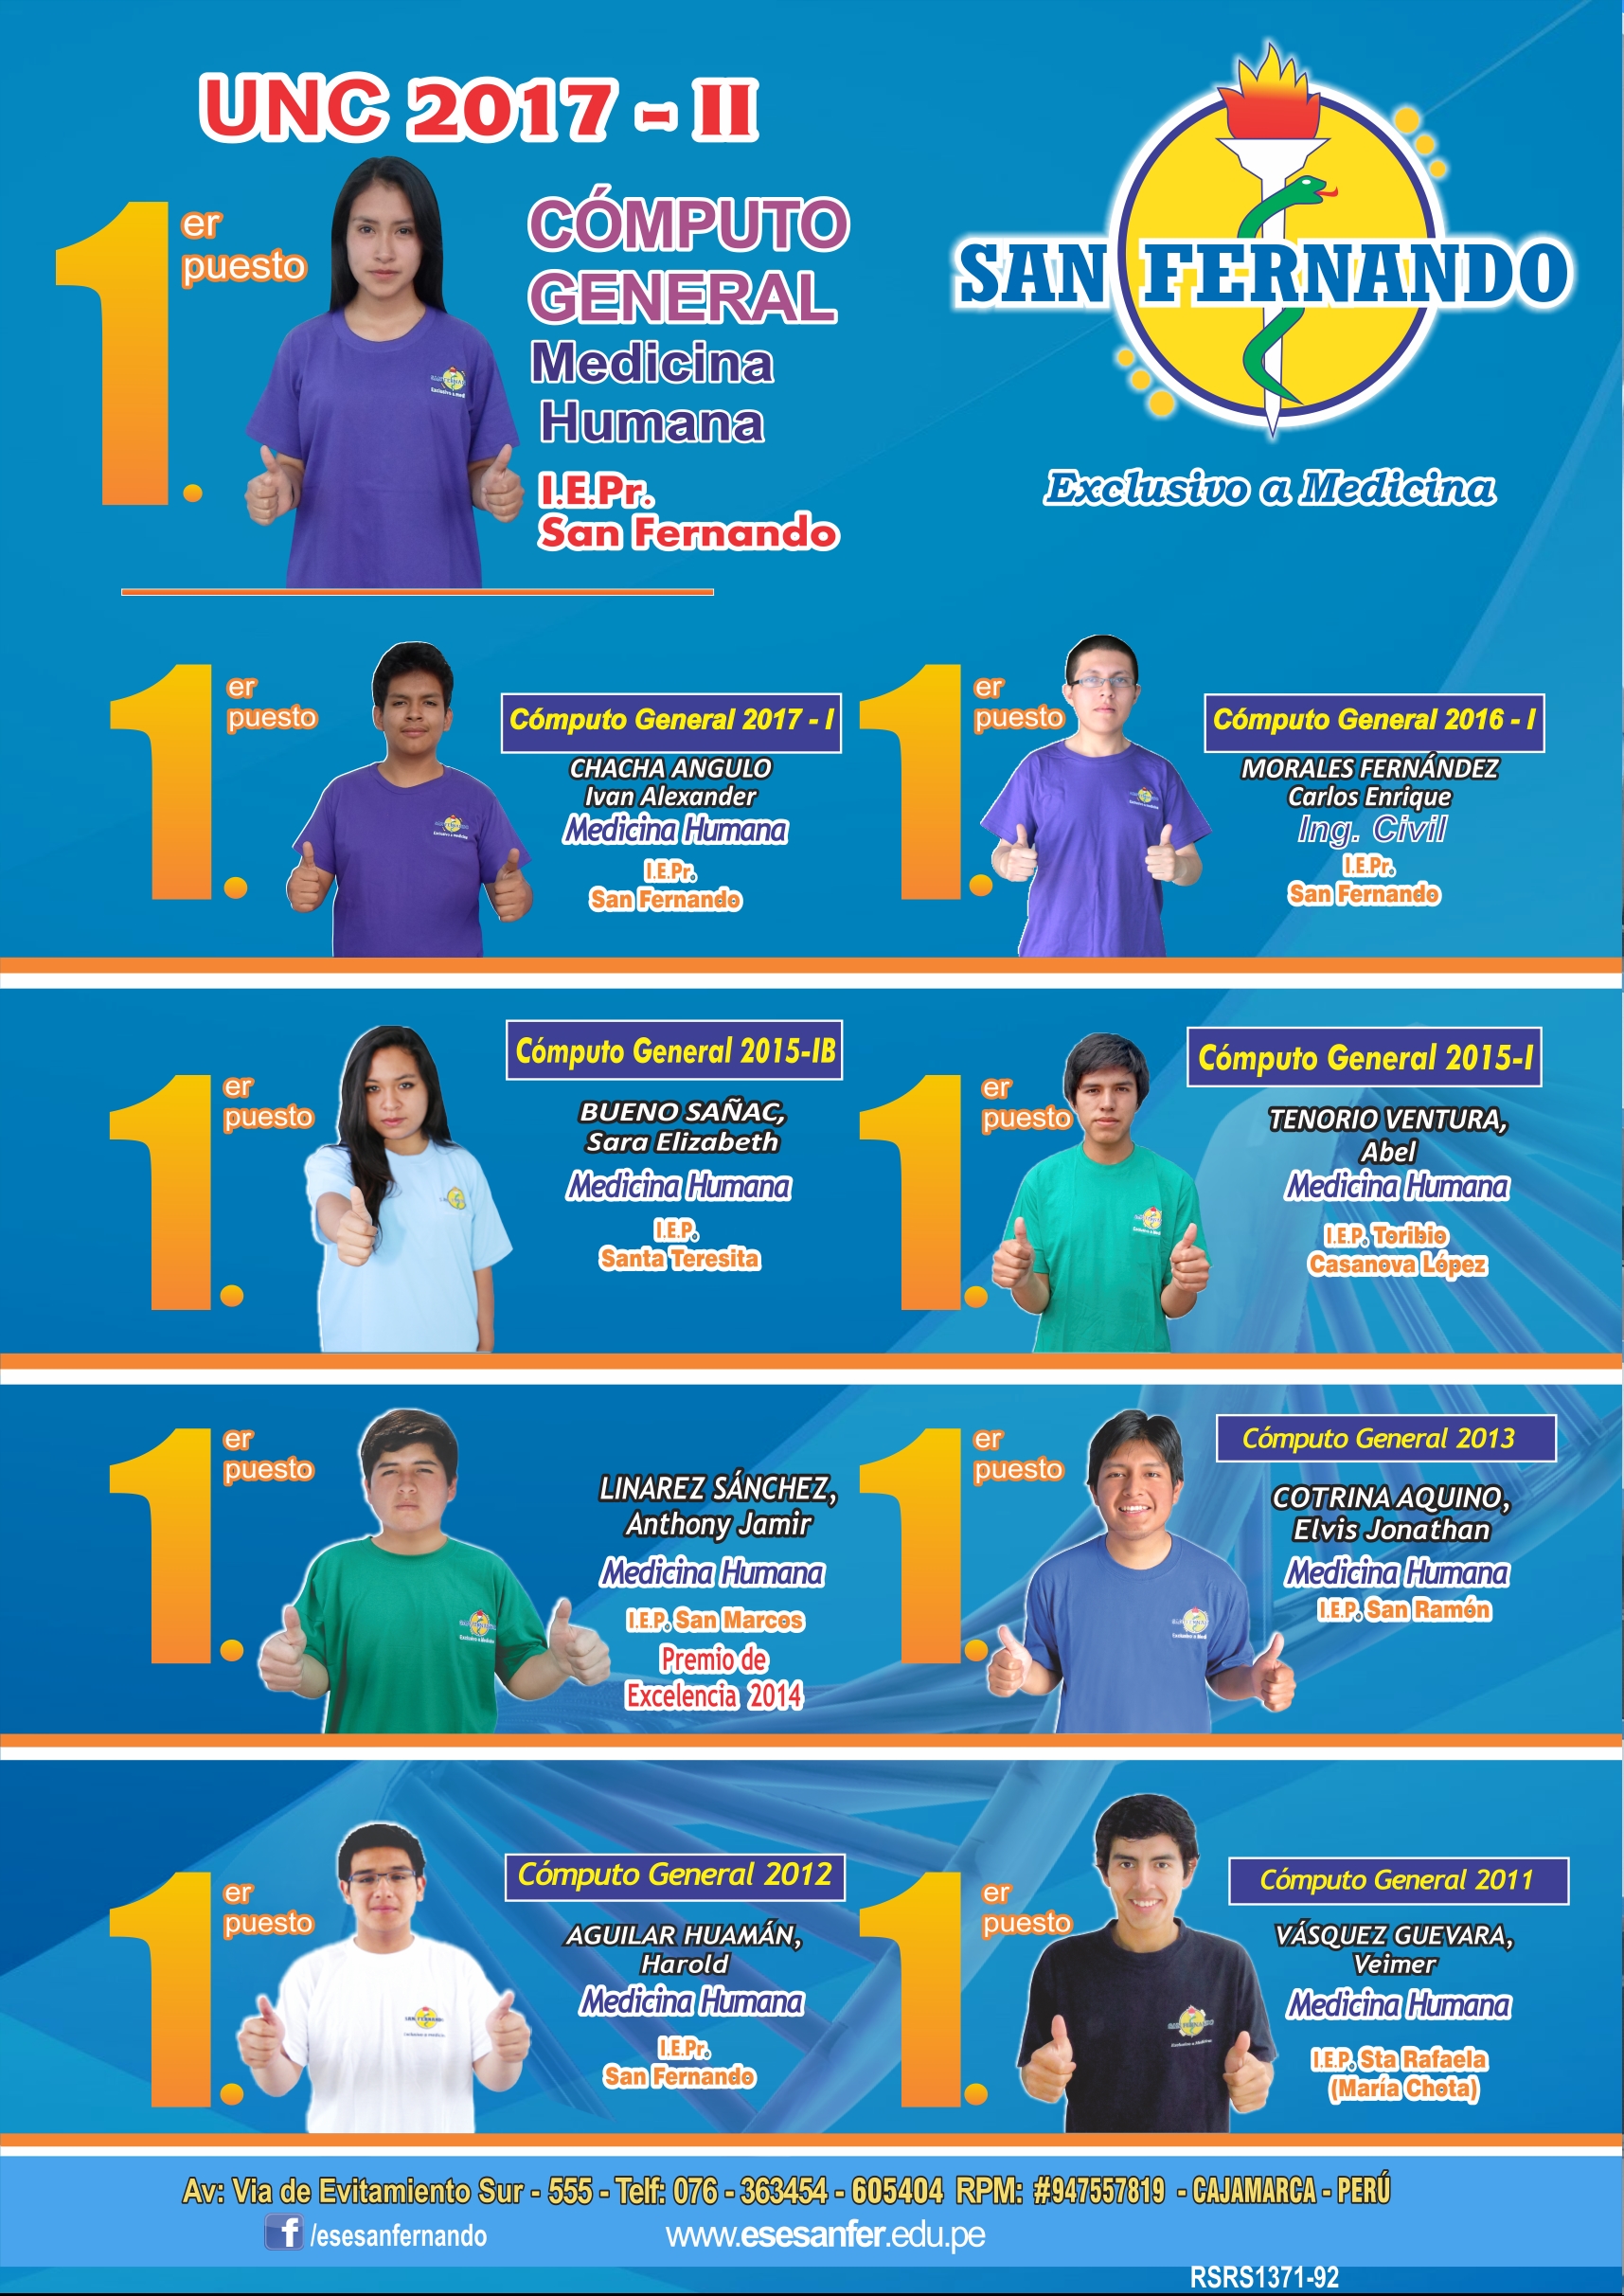 UNC 2017 - II
1.er
puesto
CÓMPUTO
GENERAL
Medicina
Humana
I.E.Pr.
San Fernando
SAN FERNANDO
Exclusivo a Medicina
1.er
puesto
Cómputo General 2017 - I
CHACHA ANGULO
Ivan Alexander
Medicina Humana
I.E.Pr.
San Fernando
1.er
puesto
Cómputo General 2016 - I
MORALES FERNÁNDEZ
Carlos Enrique
Ing. Civil
I.E.Pr.
San Fernando
1.er
puesto
Cómputo General 2015-IB
BUENO SAÑAC,
Sara Elizabeth
Medicina Humana
I.E.P.
Santa Teresita
1.er
puesto
Cómputo General 2015-I
TENORIO VENTURA,
Abel
Medicina Humana
I.E.P. Toribio
Casanova López
1.er
puesto
LINAREZ SÁNCHEZ,
Anthony Jamir
Medicina Humana
I.E.P. San Marcos
Premio de
Excelencia 2014
1.er
puesto
Cómputo General 2013
COTRINA AQUINO,
Elvis Jonathan
Medicina Humana
I.E.P. San Ramón
1.er
puesto
Cómputo General 2012
AGUILAR HUAMÁN,
Harold
Medicina Humana
I.E.Pr.
San Fernando
1.er
puesto
Cómputo General 2011
VÁSQUEZ GUEVARA,
Veimer
Medicina Humana
I.E.P. Sta Rafaela
(María Chota)
Av: Via de Evitamiento Sur - 555 - Telf: 076 - 363454 - 605404 RPM: #947557819 - CAJAMARCA - PERÚ
f /esesanfernando
www.esesanfer.edu.pe
RSRS1371-92